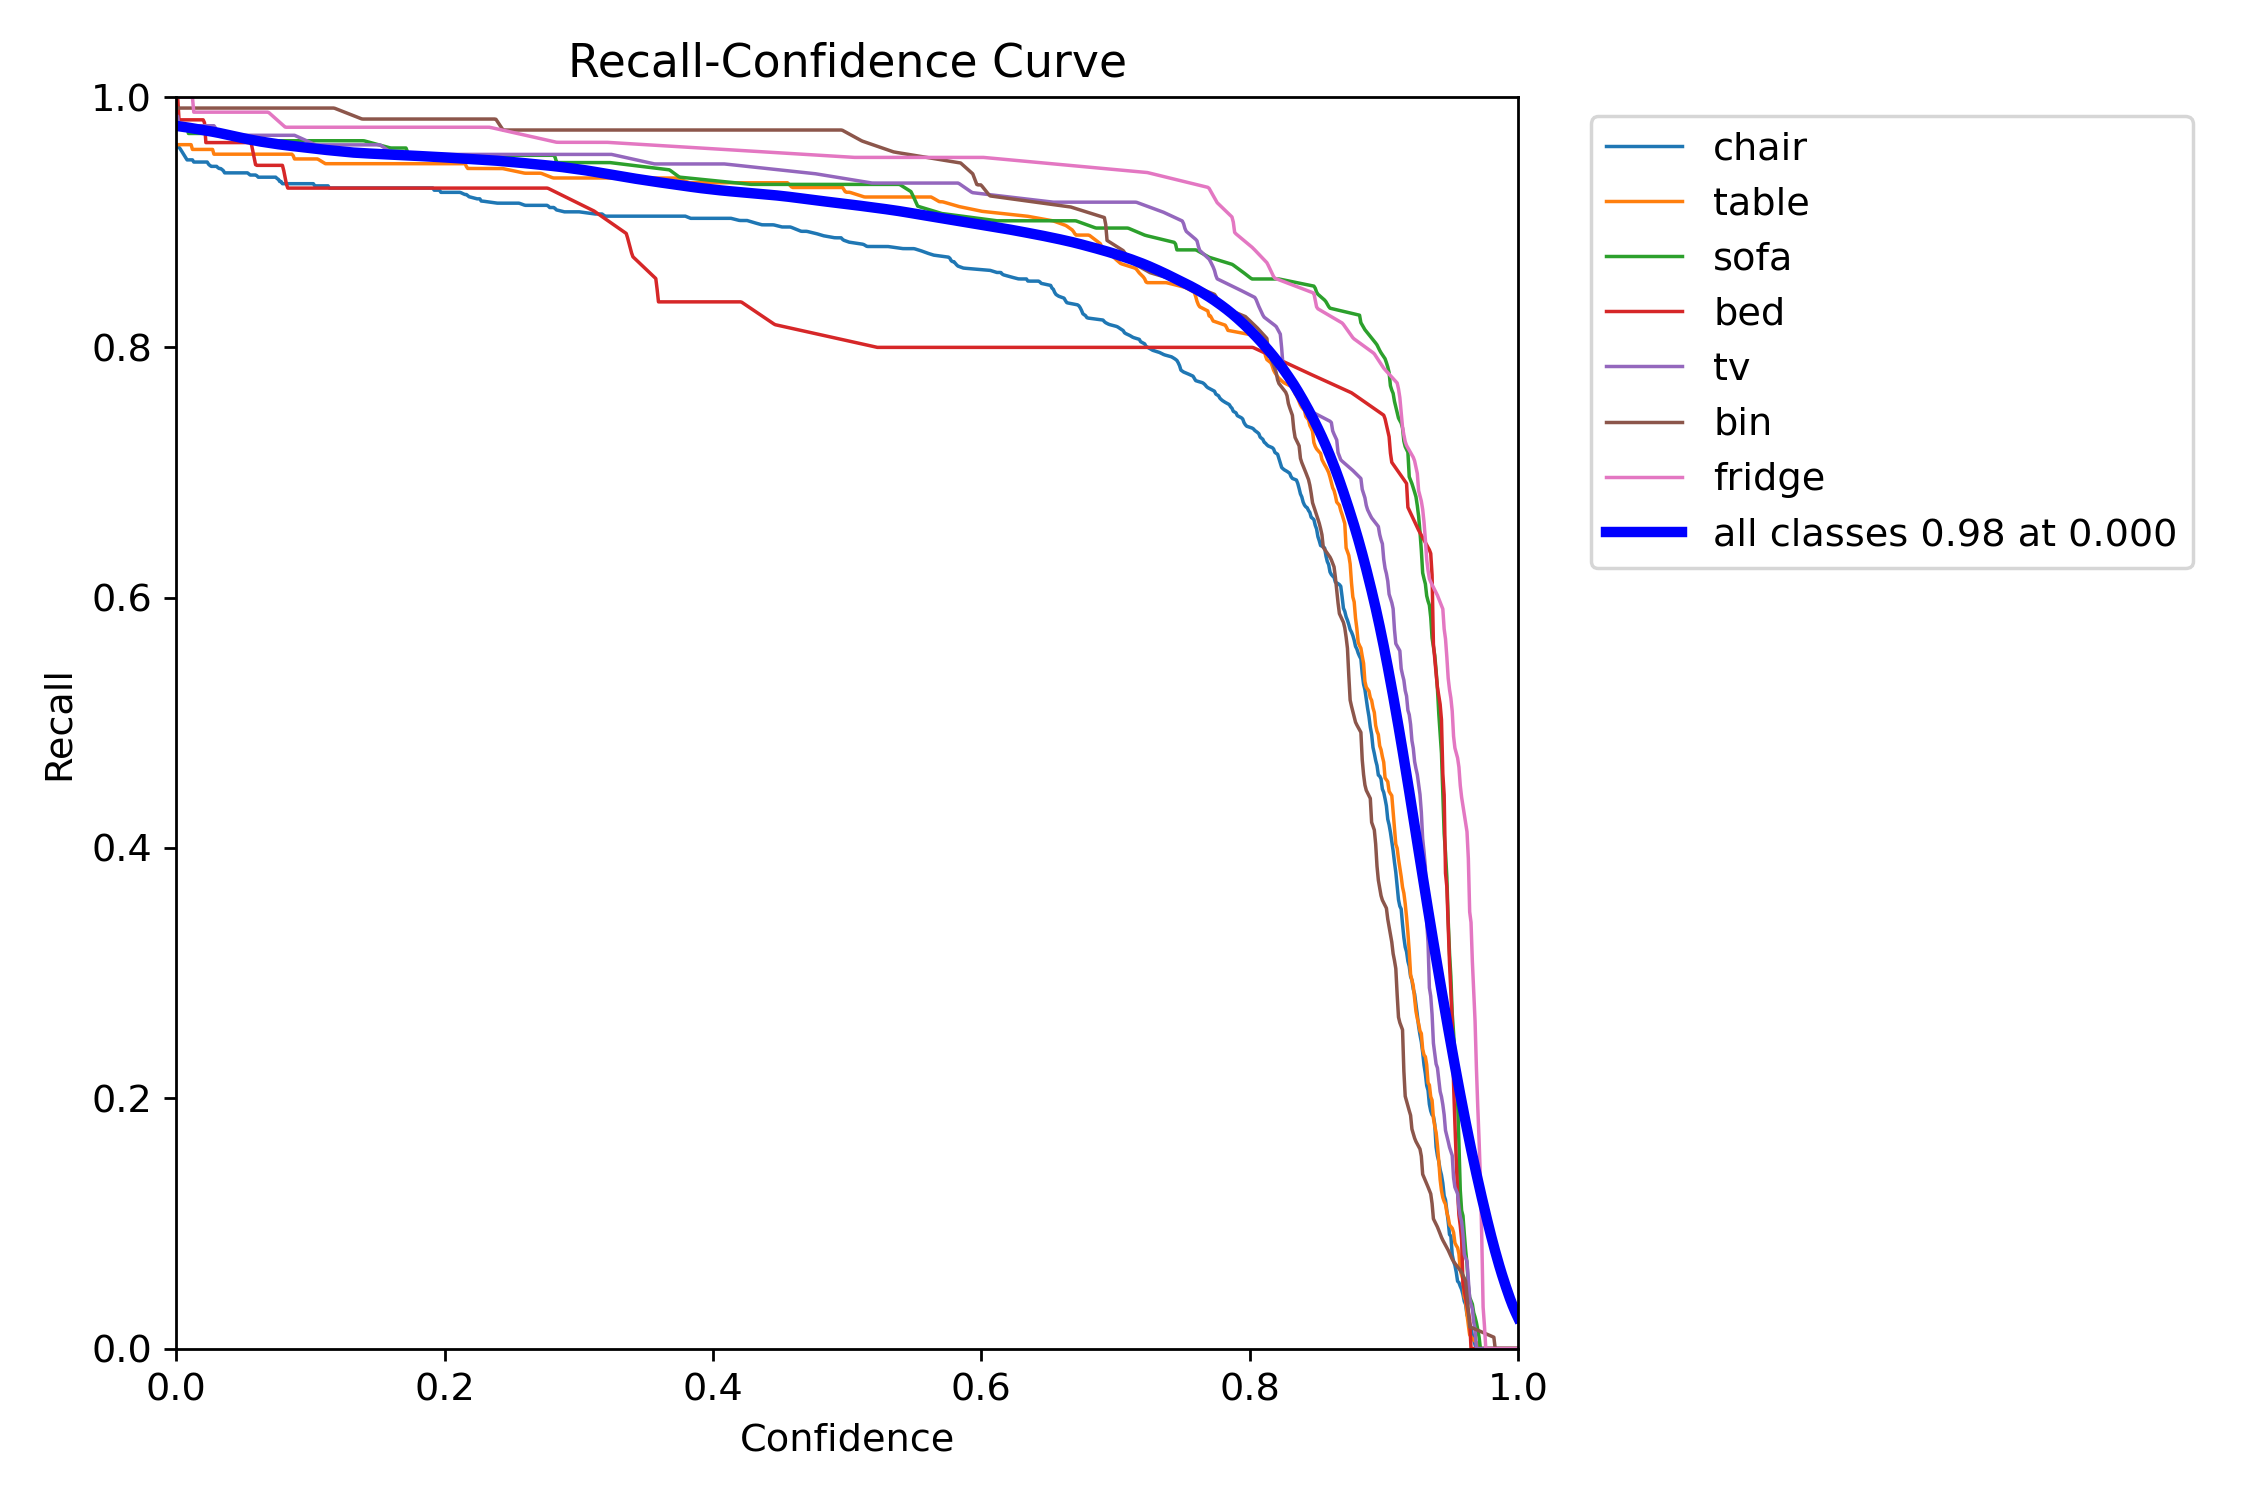 Recall-Confidence Curve
1.0
0.8
0.6
0.4
0.2
0.0
Recall
0.0 0.2 0.4 0.6 0.8 1.0
Confidence
chair
table
sofa
bed
tv
bin
fridge
all classes 0.98 at 0.000